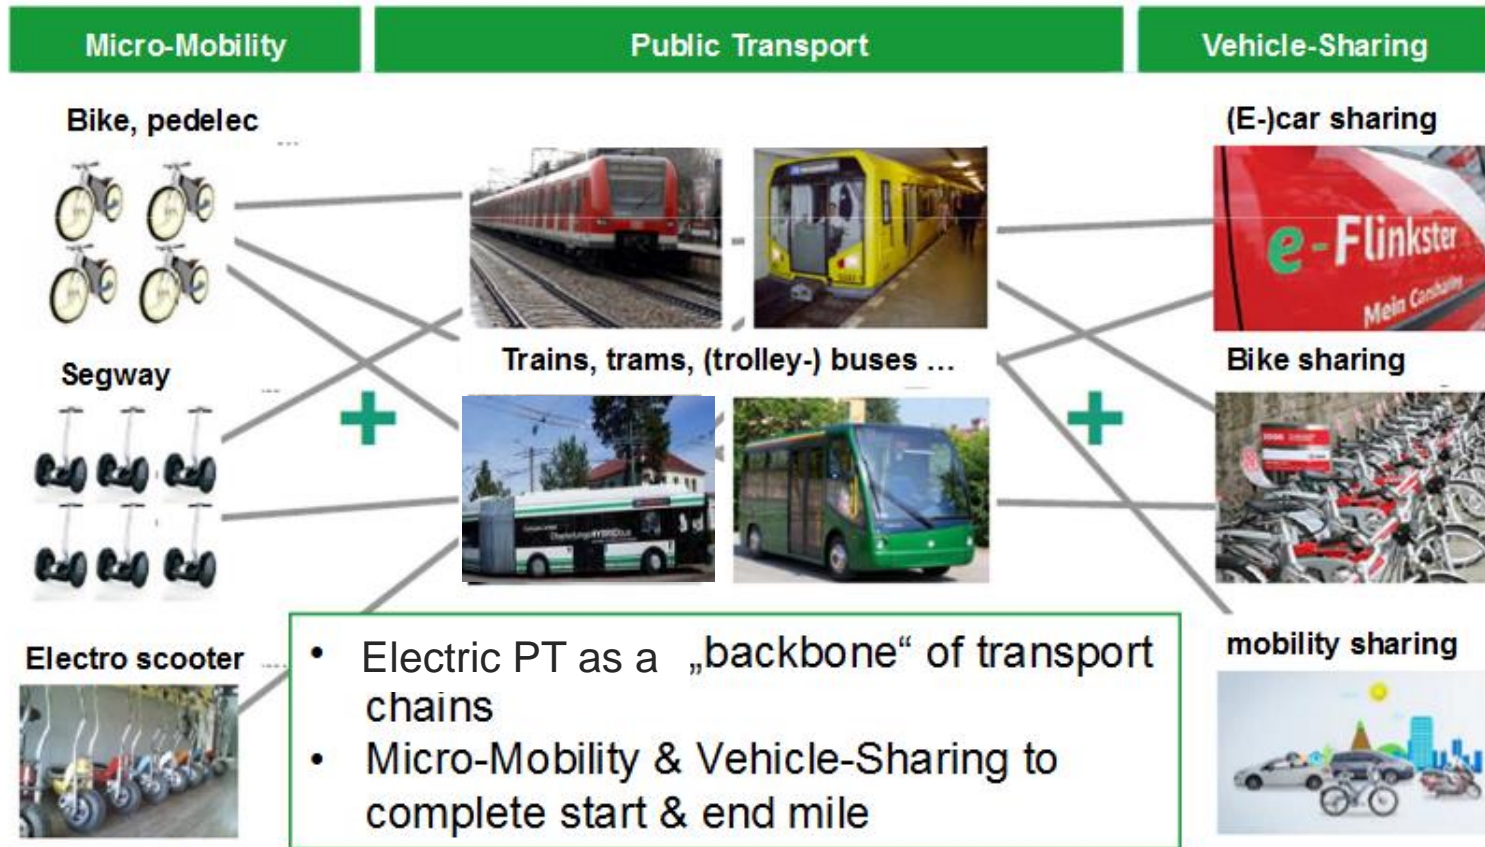 Micro-Mobility
Public Transport
Vehicle-Sharing
Bike, pedelec
...
(E-)car sharing
e-Flinkster
Mein Carsharing
Trains, trams, (trolley-) buses ...
Segway
...
Bike sharing
+
+
Electro scooter ....
mobility sharing
• Electric PT as a „backbone“ of transport
chains
• Micro-Mobility & Vehicle-Sharing to
complete start & end mile